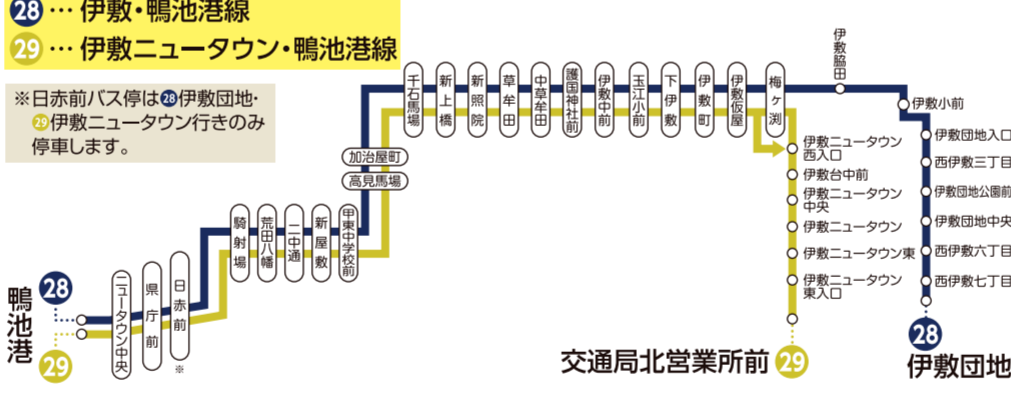 28 … 伊敷・鴨池港線
29 … 伊敷ニュータウン・鴨池港線
※日赤前バス停は28伊敷団地・
29伊敷ニュータウン行きのみ
停車します。
鴨池港
28
29
ニュータウン中央
県庁前
日赤前
※
騎射場
荒田八幡
二中通
新屋敷
甲東中学校前
高見馬場
加治屋町
千石馬場
新上橋
新照院
草牟田
中草牟田
護国神社前
伊敷中前
玉江小前
下伊敷
伊敷町
伊敷仮屋
梅ヶ渕
伊敷ニュータウン
西入口
伊敷台中前
伊敷ニュータウン
中央
伊敷ニュータウン
伊敷ニュータウン東
伊敷ニュータウン
東入口
交通局北営業所前 29
伊敷脇田
伊敷小前
伊敷団地入口
西伊敷三丁目
伊敷団地公園前
伊敷団地中央
西伊敷六丁目
西伊敷七丁目
28
伊敷団地